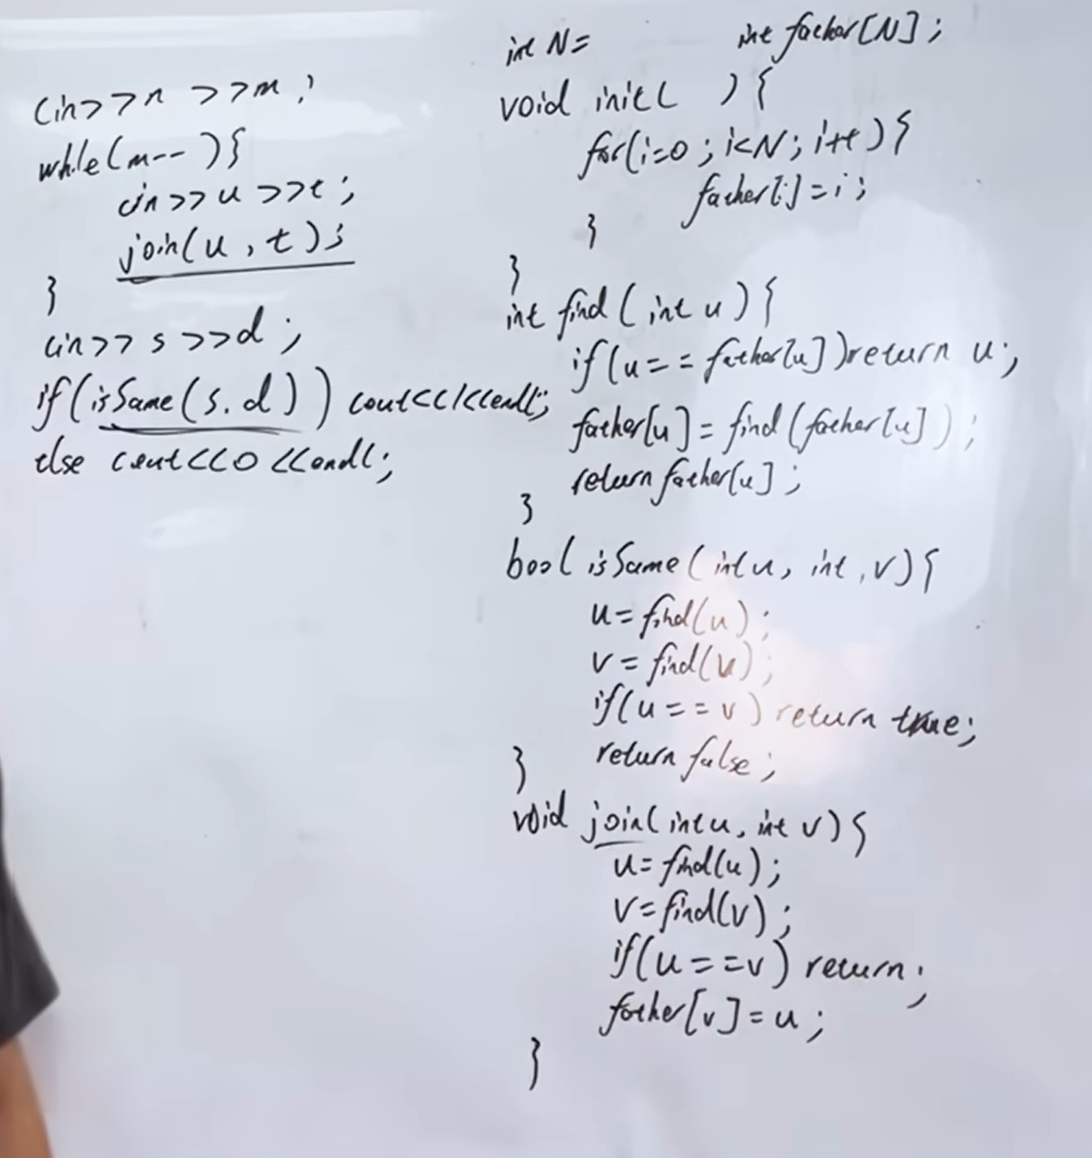 cin>>n >>m;
while(m--){
cin>>u >>t;
join(u, t);
}
cin>> s >>d;
if(isSame(s.d)) cout<<1<<endl;
else cout<<0<<endl;
int N= int father[N];
void init( ){
for(i=0; i<N; i++){
father[i]=i;
}
}
int find(int u){
if(u==father[u])return u;
father[u]=find(father[u]);
return father[u];
}
bool isSame(int u, int, v){
u=find(u);
v=find(u);
if(u==v) return true;
return false;
}
void join(int u, int v){
u=find(u);
v=find(v);
if(u==v) return;
father[v]=u;
}